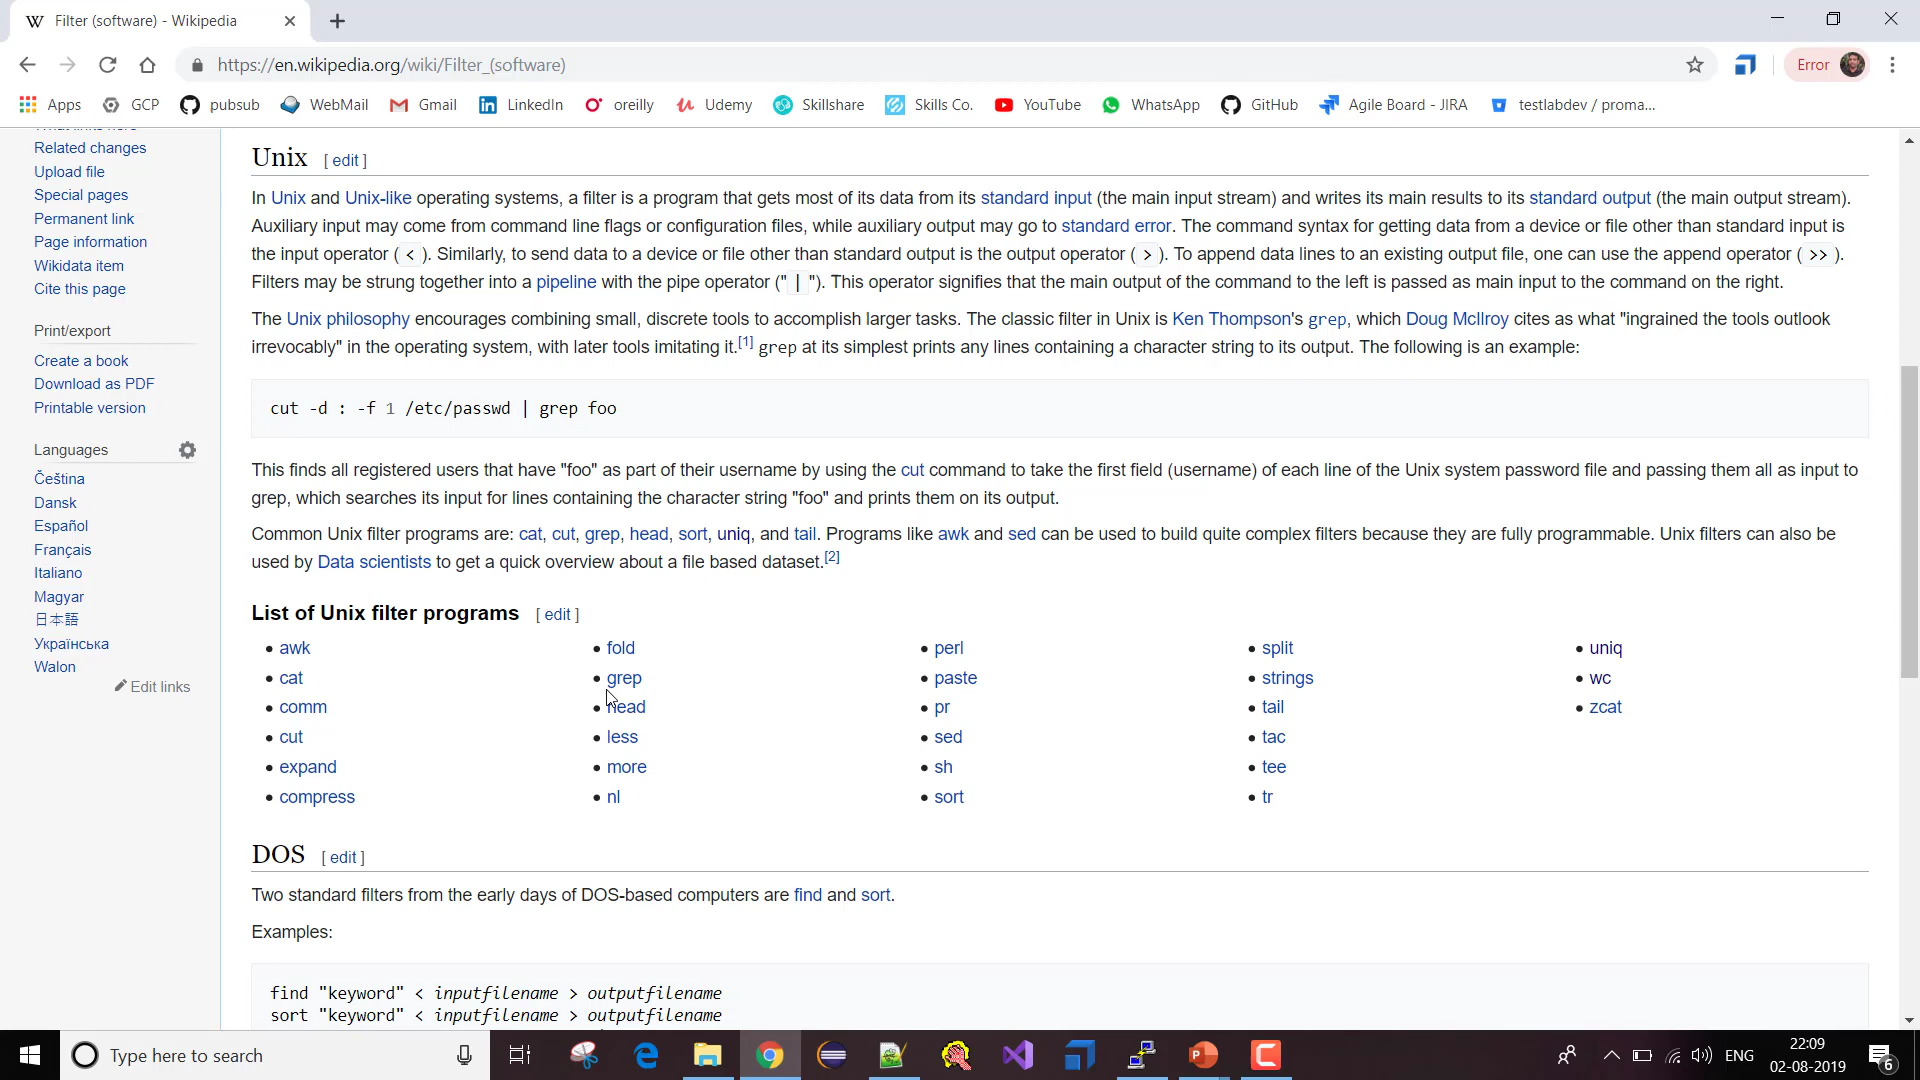 Filter (software) - Wikipedia
https://en.wikipedia.org/wiki/Filter_(software)
Error
Apps GCP pubsub WebMail Gmail LinkedIn oreilly Udemy Skillshare Skills Co. YouTube WhatsApp GitHub Agile Board - JIRA testlabdev / proma...
What links here
Related changes
Upload file
Special pages
Permanent link
Page information
Wikidata item
Cite this page
Print/export
Create a book
Download as PDF
Printable version
Languages
Čeština
Dansk
Español
Français
Italiano
Magyar
日本語
Українська
Walon
Edit links
Unix [ edit ]
In Unix and Unix-like operating systems, a filter is a program that gets most of its data from its standard input (the main input stream) and writes its main results to its standard output (the main output stream).
Auxiliary input may come from command line flags or configuration files, while auxiliary output may go to standard error. The command syntax for getting data from a device or file other than standard input is
the input operator ( < ). Similarly, to send data to a device or file other than standard output is the output operator ( > ). To append data lines to an existing output file, one can use the append operator ( >> ).
Filters may be strung together into a pipeline with the pipe operator (" | "). This operator signifies that the main output of the command to the left is passed as main input to the command on the right.
The Unix philosophy encourages combining small, discrete tools to accomplish larger tasks. The classic filter in Unix is Ken Thompson's grep, which Doug McIlroy cites as what "ingrained the tools outlook
irrevocably" in the operating system, with later tools imitating it.[1] grep at its simplest prints any lines containing a character string to its output. The following is an example:
cut -d : -f 1 /etc/passwd | grep foo
This finds all registered users that have "foo" as part of their username by using the cut command to take the first field (username) of each line of the Unix system password file and passing them all as input to
grep, which searches its input for lines containing the character string "foo" and prints them on its output.
Common Unix filter programs are: cat, cut, grep, head, sort, uniq, and tail. Programs like awk and sed can be used to build quite complex filters because they are fully programmable. Unix filters can also be
used by Data scientists to get a quick overview about a file based dataset.[2]
List of Unix filter programs [ edit ]
awk
cat
comm
cut
expand
compress
fold
grep
head
less
more
nl
perl
paste
pr
sed
sh
sort
split
strings
tail
tac
tee
tr
uniq
wc
zcat
DOS [ edit ]
Two standard filters from the early days of DOS-based computers are find and sort.
Examples:
find "keyword" < inputfilename > outputfilename
sort "keyword" < inputfilename > outputfilename
Type here to search
ENG
22:09
02-08-2019
6